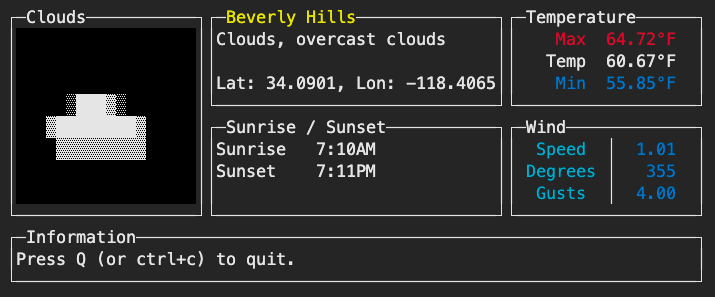 Clouds
Beverly Hills
Clouds, overcast clouds
Lat: 34.0901, Lon: -118.4065
Temperature
Max 64.72°F
Temp 60.67°F
Min 55.85°F
Sunrise / Sunset
Sunrise 7:10AM
Sunset 7:11PM
Wind
Speed 1.01
Degrees 355
Gusts 4.00
Information
Press Q (or ctrl+c) to quit.